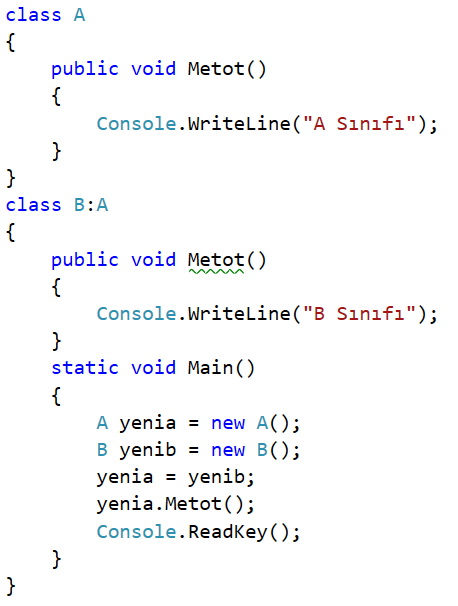 class A
{
    public void Metot()
    {
        Console.WriteLine("A Sınıfı");
    }
}
class B:A
{
    public void Metot()
    {
        Console.WriteLine("B Sınıfı");
    }
    static void Main()
    {
        A yenia = new A();
        B yenib = new B();
        yenia = yenib;
        yenia.Metot();
        Console.ReadKey();
    }
}